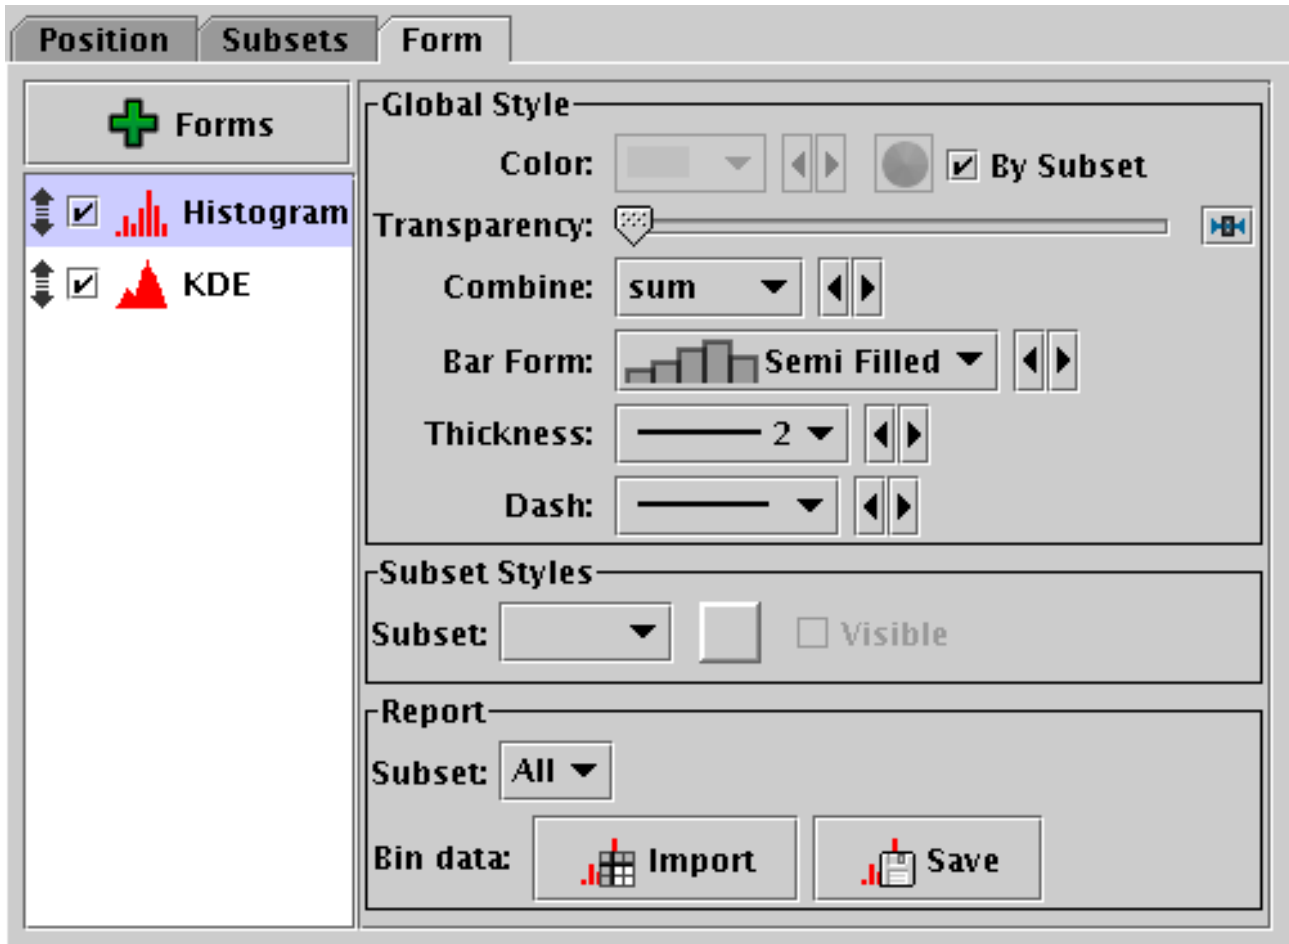 Position Subsets Form
Forms
Histogram
KDE
Global Style
Color: By Subset
Transparency:
Combine: sum
Bar Form: Semi Filled
Thickness: 2
Dash:
Subset Styles
Subset: Visible
Report
Subset: All
Bin data: Import Save